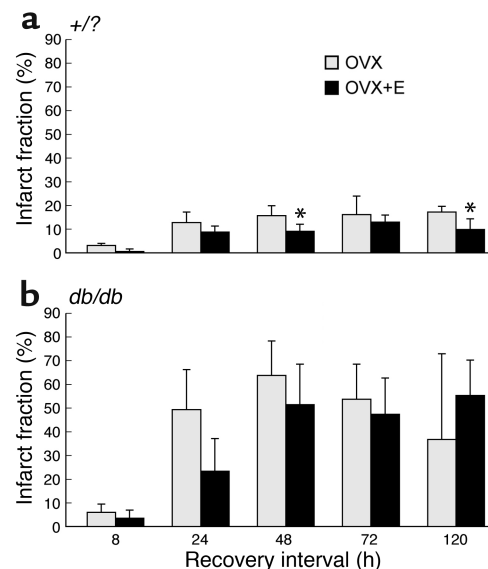 a +/?
90
80
70
60
50
40
30
20
10
0
Infarct fraction (%)
OVX
OVX+E
*
*
b db/db
90
80
70
60
50
40
30
20
10
0
Infarct fraction (%)
8 24 48 72 120
Recovery interval (h)